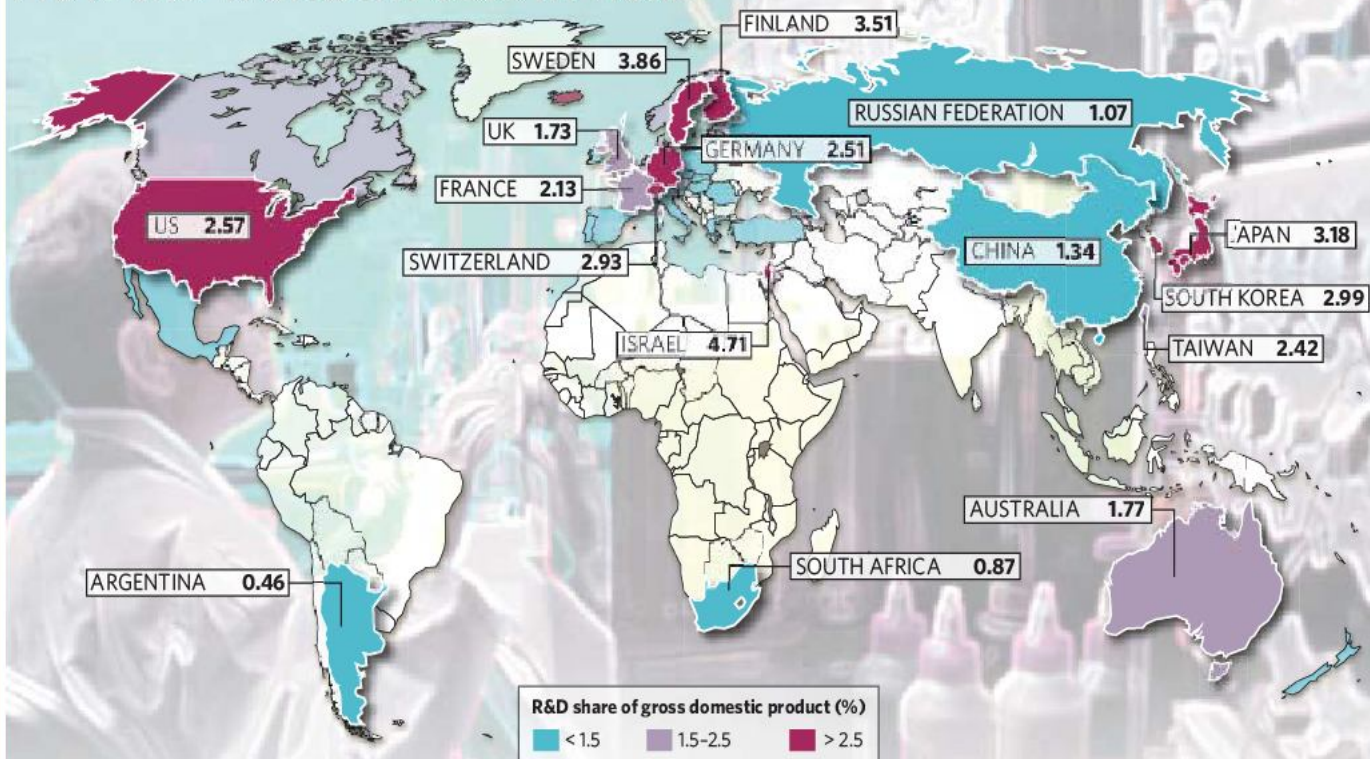 FINLAND 3.51
SWEDEN 3.86
RUSSIAN FEDERATION 1.07
UK 1.73
GERMANY 2.51
FRANCE 2.13
US 2.57
JAPAN 3.18
SWITZERLAND 2.93
CHINA 1.34
SOUTH KOREA 2.99
ISRAEL 4.71
TAIWAN 2.42
AUSTRALIA 1.77
SOUTH AFRICA 0.87
ARGENTINA 0.46
R&D share of gross domestic product (%)
< 1.5 1.5–2.5 > 2.5